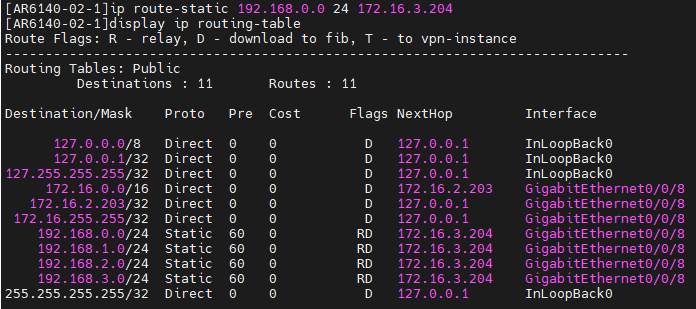 [AR6140-02-1]ip route-static 192.168.0.0 24 172.16.3.204
[AR6140-02-1]display ip routing-table
Route Flags: R - relay, D - download to fib, T - to vpn-instance
------------------------------------------------------------------------------
Routing Tables: Public
         Destinations : 11       Routes : 11

Destination/Mask    Proto   Pre  Cost      Flags NextHop         Interface

      127.0.0.0/8   Direct  0    0           D   127.0.0.1       InLoopBack0
      127.0.0.1/32  Direct  0    0           D   127.0.0.1       InLoopBack0
127.255.255.255/32  Direct  0    0           D   127.0.0.1       InLoopBack0
     172.16.0.0/16  Direct  0    0           D   172.16.2.203    GigabitEthernet0/0/8
   172.16.2.203/32  Direct  0    0           D   127.0.0.1       GigabitEthernet0/0/8
 172.16.255.255/32  Direct  0    0           D   127.0.0.1       GigabitEthernet0/0/8
    192.168.0.0/24  Static  60   0          RD   172.16.3.204    GigabitEthernet0/0/8
    192.168.1.0/24  Static  60   0          RD   172.16.3.204    GigabitEthernet0/0/8
    192.168.2.0/24  Static  60   0          RD   172.16.3.204    GigabitEthernet0/0/8
    192.168.3.0/24  Static  60   0          RD   172.16.3.204    GigabitEthernet0/0/8
255.255.255.255/32  Direct  0    0           D   127.0.0.1       InLoopBack0